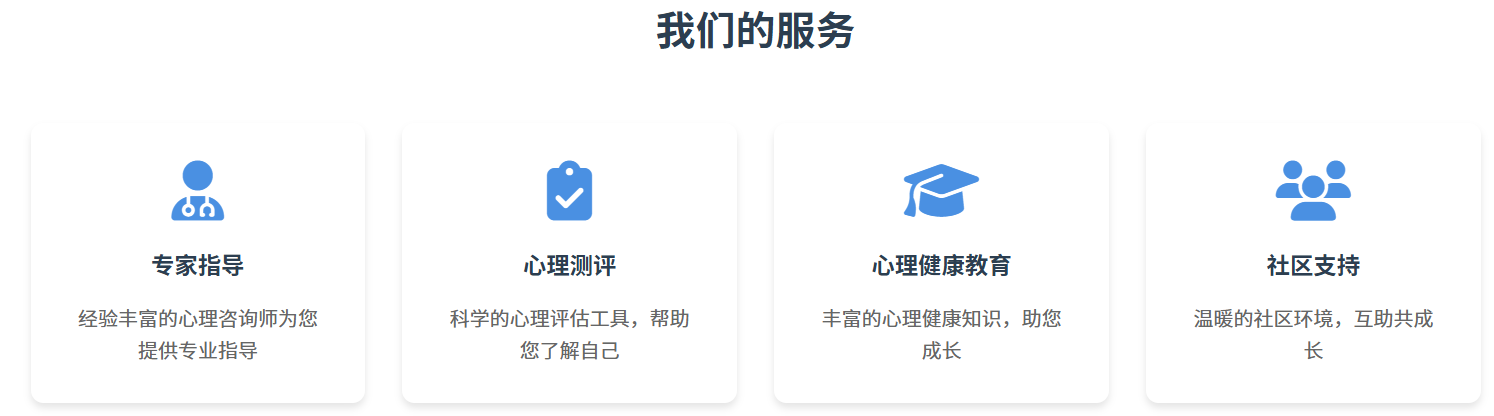 我们的服务
专家指导
经验丰富的心理咨询师为您
提供专业指导
心理测评
科学的心理评估工具，帮助
您了解自己
心理健康教育
丰富的心理健康知识，助您
成长
社区支持
温暖的社区环境，互助共成
长